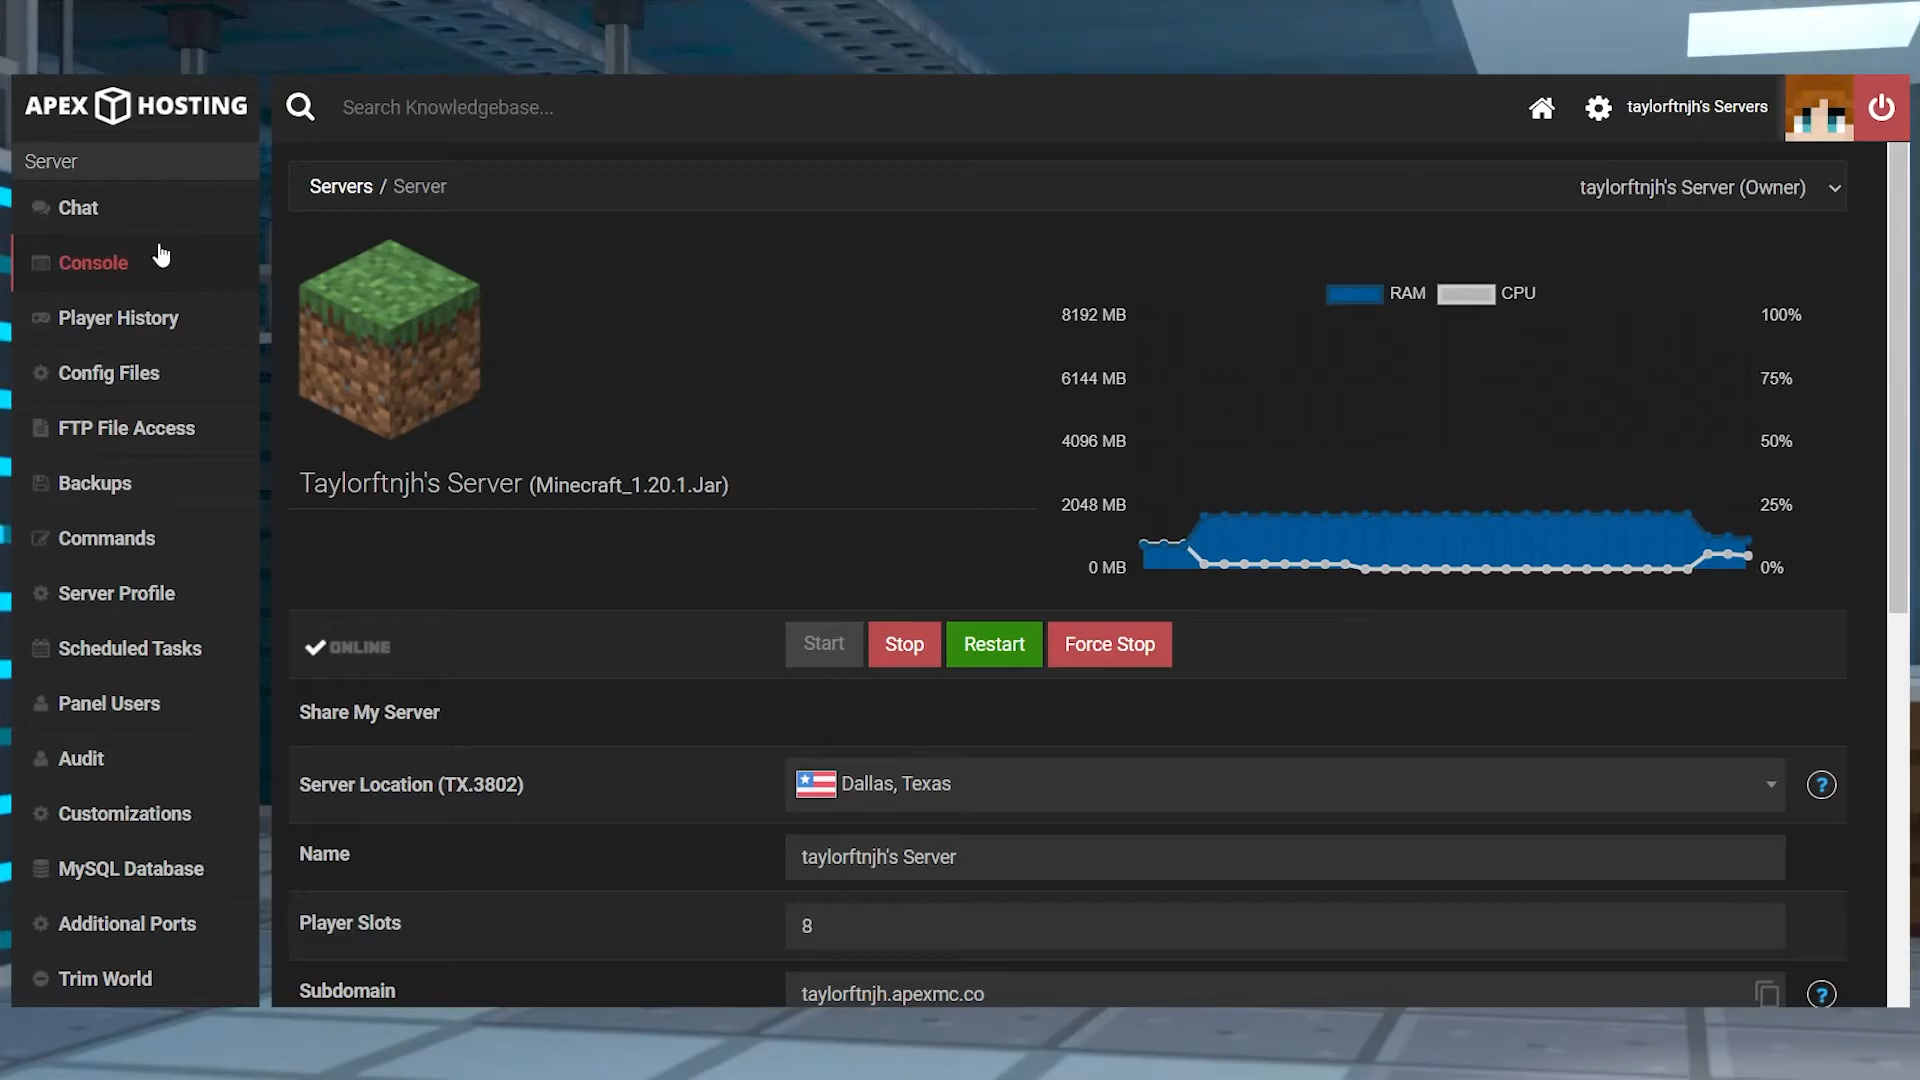 APEX HOSTING
Search Knowledgebase...
taylorftnjh's Servers
Server
Chat
Console
Player History
Config Files
FTP File Access
Backups
Commands
Server Profile
Scheduled Tasks
Panel Users
Audit
Customizations
MySQL Database
Additional Ports
Trim World
Servers / Server
taylorftnjh's Server (Owner)
RAM CPU
8192 MB 100%
6144 MB 75%
4096 MB 50%
2048 MB 25%
0 MB 0%
Taylorftnjh's Server (Minecraft_1.20.1.Jar)
ONLINE
Start Stop Restart Force Stop
Share My Server
Server Location (TX.3802) Dallas, Texas ?
Name taylorftnjh's Server
Player Slots 8
Subdomain taylorftnjh.apexmc.co ?